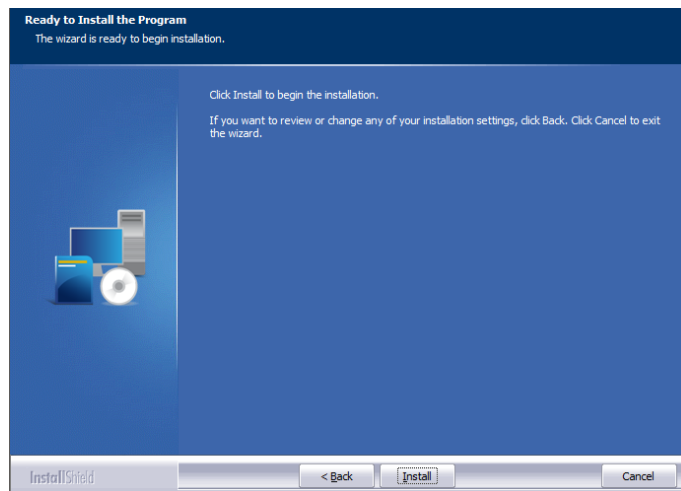 Ready to Install the Program
The wizard is ready to begin installation.
Click Install to begin the installation.
If you want to review or change any of your installation settings, click Back. Click Cancel to exit
the wizard.
InstallShield
< Back
Install
Cancel